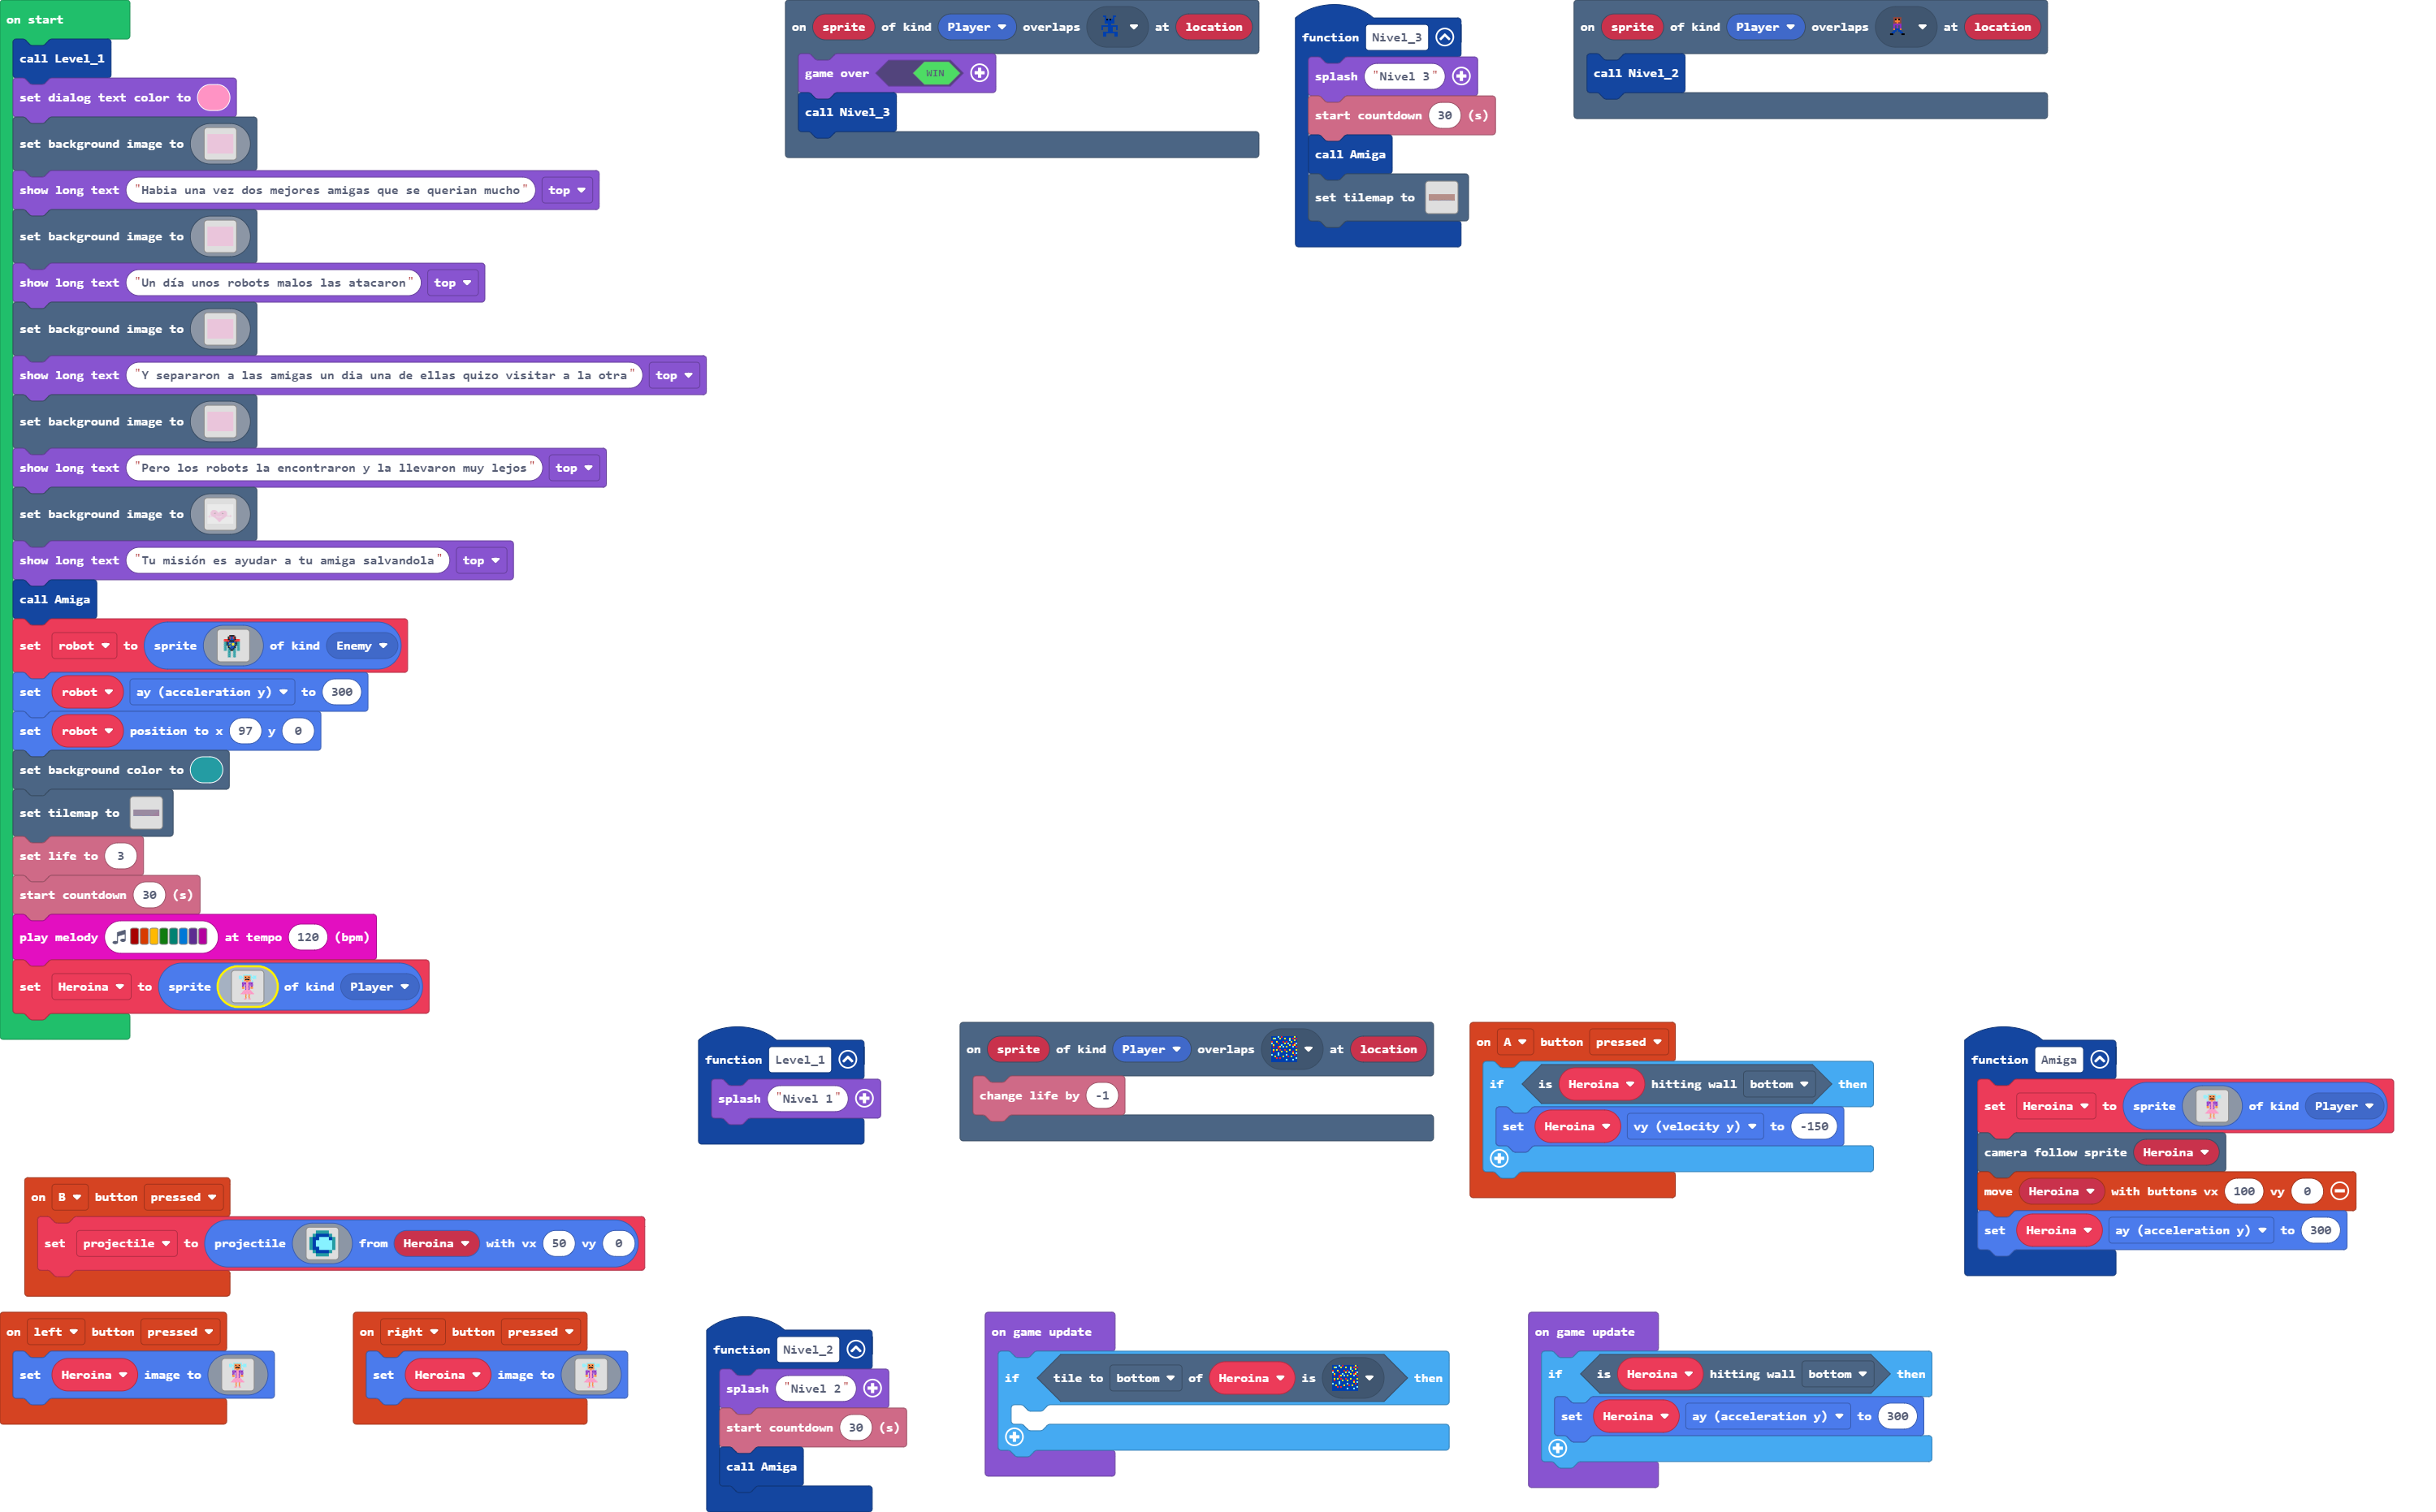 on start
call Level_1
set dialog text color to
set background image to
show long text "Habia una vez dos mejores amigas que se querian mucho" top
set background image to
show long text "Un día unos robots malos las atacaron" top
set background image to
show long text "Y separaron a las amigas un dia una de ellas quizo visitar a la otra" top
set background image to
show long text "Pero los robots la encontraron y la llevaron muy lejos" top
set background image to
show long text "Tu misión es ayudar a tu amiga salvandola" top
call Amiga
set robot to sprite of kind Enemy
set robot ay (acceleration y) to 300
set robot position to x 97 y 0
set background color to
set tilemap to
set life to 3
start countdown 30 (s)
play melody at tempo 120 (bpm)
set Heroina to sprite of kind Player
on sprite of kind Player overlaps at location
game over WIN
call Nivel_3
function Nivel_3
splash "Nivel 3"
start countdown 30 (s)
call Amiga
set tilemap to
on sprite of kind Player overlaps at location
call Nivel_2
function Level_1
splash "Nivel 1"
on sprite of kind Player overlaps at location
change life by -1
on A button pressed
if is Heroina hitting wall bottom then
set Heroina vy (velocity y) to -150
function Amiga
set Heroina to sprite of kind Player
camera follow sprite Heroina
move Heroina with buttons vx 100 vy 0
set Heroina ay (acceleration y) to 300
on B button pressed
set projectile to projectile from Heroina with vx 50 vy 0
on left button pressed
set Heroina image to
on right button pressed
set Heroina image to
function Nivel_2
splash "Nivel 2"
start countdown 30 (s)
call Amiga
on game update
if tile to bottom of Heroina is then
on game update
if is Heroina hitting wall bottom then
set Heroina ay (acceleration y) to 300